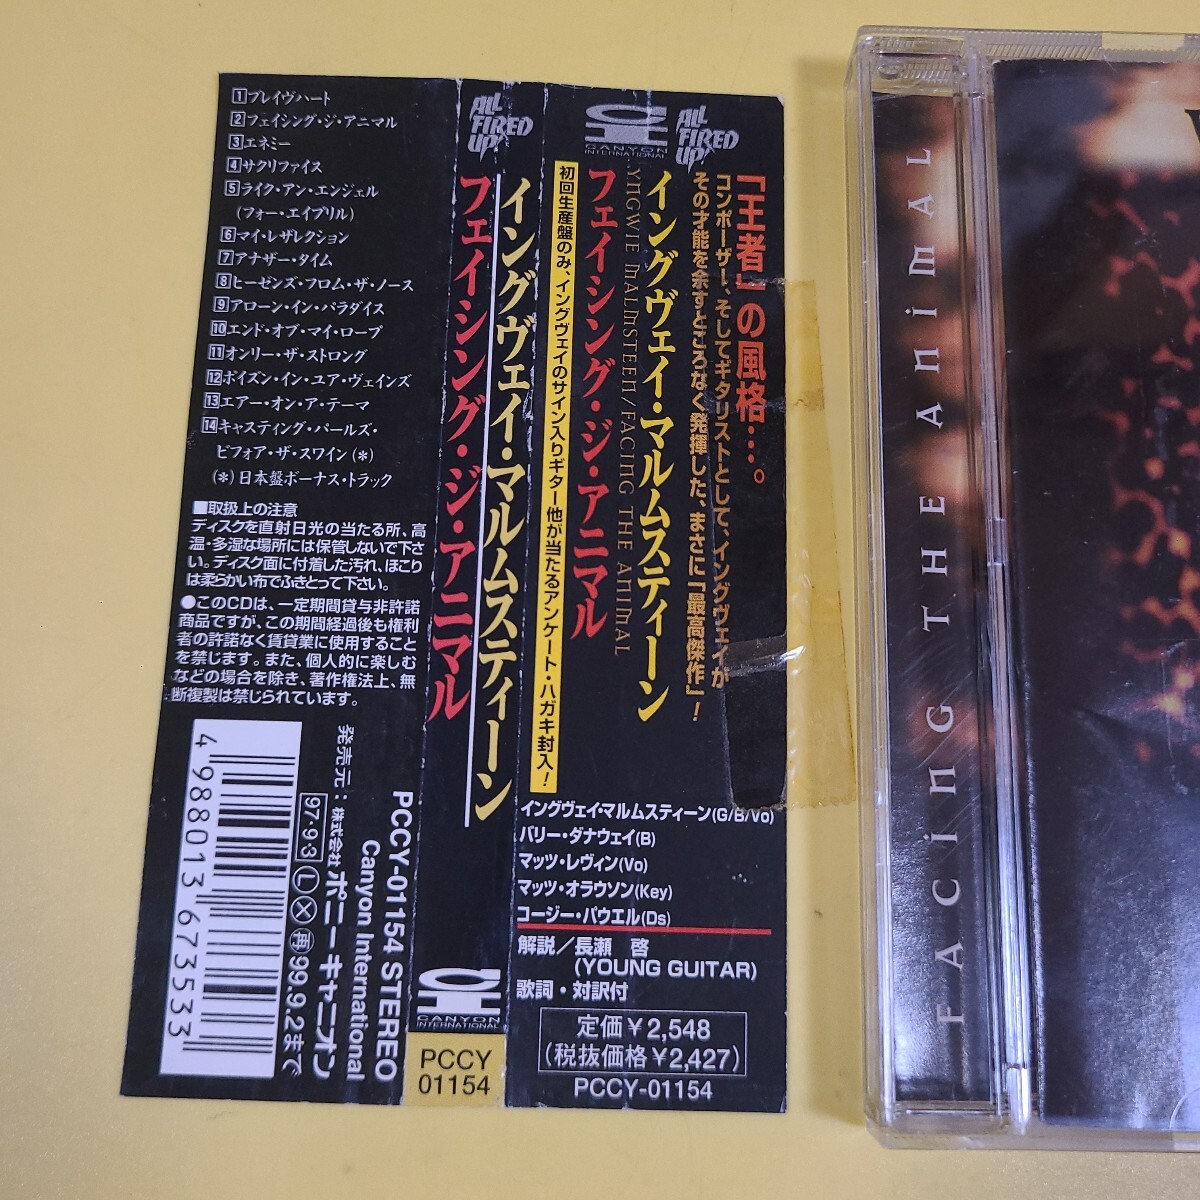 1ブレイヴハート
2フェイシング・ジ・アニマル
3エネミー
4サクリファイス
5ライク・アン・エンジェル
(フォー・エイプリル)
6マイ・レザレクション
7アナザー・タイム
8ヒーゼンズ・フロム・ザ・ノース
9アローン・イン・パラダイス
10エンド・オブ・マイ・ロープ
11オンリー・ザ・ストロング
12ポイズン・イン・ユア・ヴェインズ
13エアー・オン・ア・テーマ
14キャスティング・パールズ・
ビフォア・ザ・スワイン(*)
(*)日本盤ボーナス・トラック
■取扱上の注意
ディスクを直射日光の当たる所、高
温・多湿な場所には保管しないで下さ
い。ディスク面に付着した汚れ、ほこり
は柔らかい布でふきとって下さい。
●このCDは、一定期間貸与非許諾
商品ですが、この期間経過後も権利
者の許諾なく賃貸業に使用すること
を禁じます。また、個人的に楽しむ
などの場合を除き、著作権法上、無
断複製は禁じられています。
4 988013 673533
発売元：株式会社ポニーキャニオン
97・9・3 L X 再 99.9.2まで
Canyon International
PCCY-01154 STEREO
ALL FIRED UP!
イングヴェイ・マルムスティーン
フェイシング・ジ・アニマル
CANYON
INTERNATIONAL
PCCY
01154
CANYON
INTERNATIONAL
ALL FIRED UP!
「王者」の風格…。
コンポーザー、そしてギタリストとして、イングヴェイが
その才能を余すところなく発揮した、まさに「最高傑作」！
イングヴェイ・マルムスティーン
YNGWIE MALMSTEEN/FACING THE ANIMAL
フェイシング・ジ・アニマル
初回生産盤のみ、イングヴェイのサイン入りギター他が当たるアンケート・ハガキ封入！
イングヴェイ・マルムスティーン(G/B/Vo)
バリー・ダナウェイ(B)
マッツ・レヴィン(Vo)
マッツ・オラウソン(Key)
コージー・パウエル(Ds)
解説／長瀬 啓
(YOUNG GUITAR)
歌詞・対訳付
定価￥2,548
(税抜価格￥2,427)
PCCY-01154
FACING THE ANIMAL